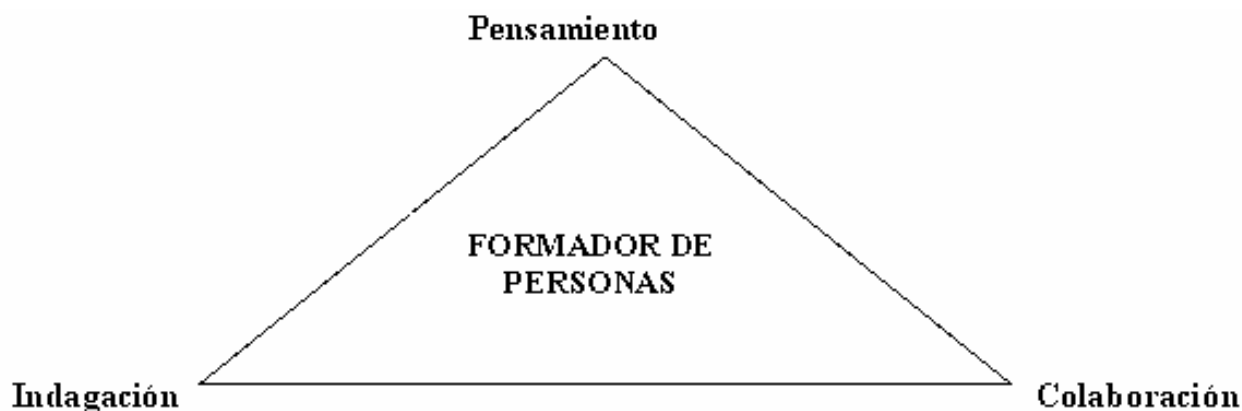 Pensamiento
FORMADOR DE
PERSONAS
Indagación
Colaboración